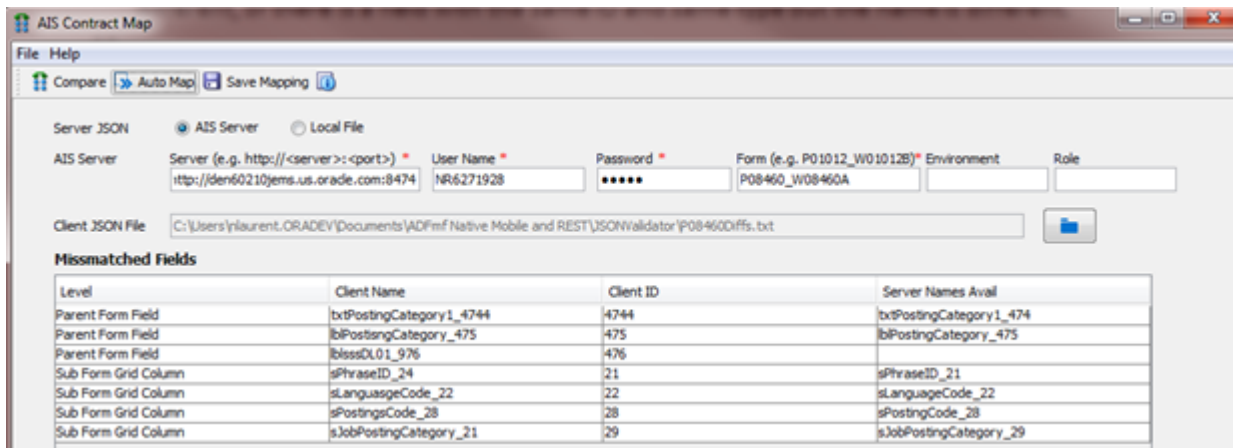 AIS Contract Map
File Help
Compare Auto Map Save Mapping
Server JSON AIS Server Local File
AIS Server Server (e.g. http://<server>:<port>) * User Name * Password * Form (e.g. P01012_W01012B)* Environment Role
ttp://den60210jems.us.oracle.com:8474 NR6271928 ●●●●● P08460_W08460A
Client JSON File C:\Users\nlaurent.ORADEV\Documents\ADFmf Native Mobile and REST\JSONValidator\P08460Diffs.txt
Missmatched Fields
Level Client Name Client ID Server Names Avail
Parent Form Field txtPostingCategory1_4744 4744 txtPostingCategory1_474
Parent Form Field lblPostisngCategory_475 475 lblPostingCategory_475
Parent Form Field lblsssDL01_976 476
Sub Form Grid Column sPhraseID_24 21 sPhraseID_21
Sub Form Grid Column sLanguasgeCode_22 22 sLanguageCode_22
Sub Form Grid Column sPostingsCode_28 28 sPostingCode_28
Sub Form Grid Column sJobPostingCategory_21 29 sJobPostingCategory_29